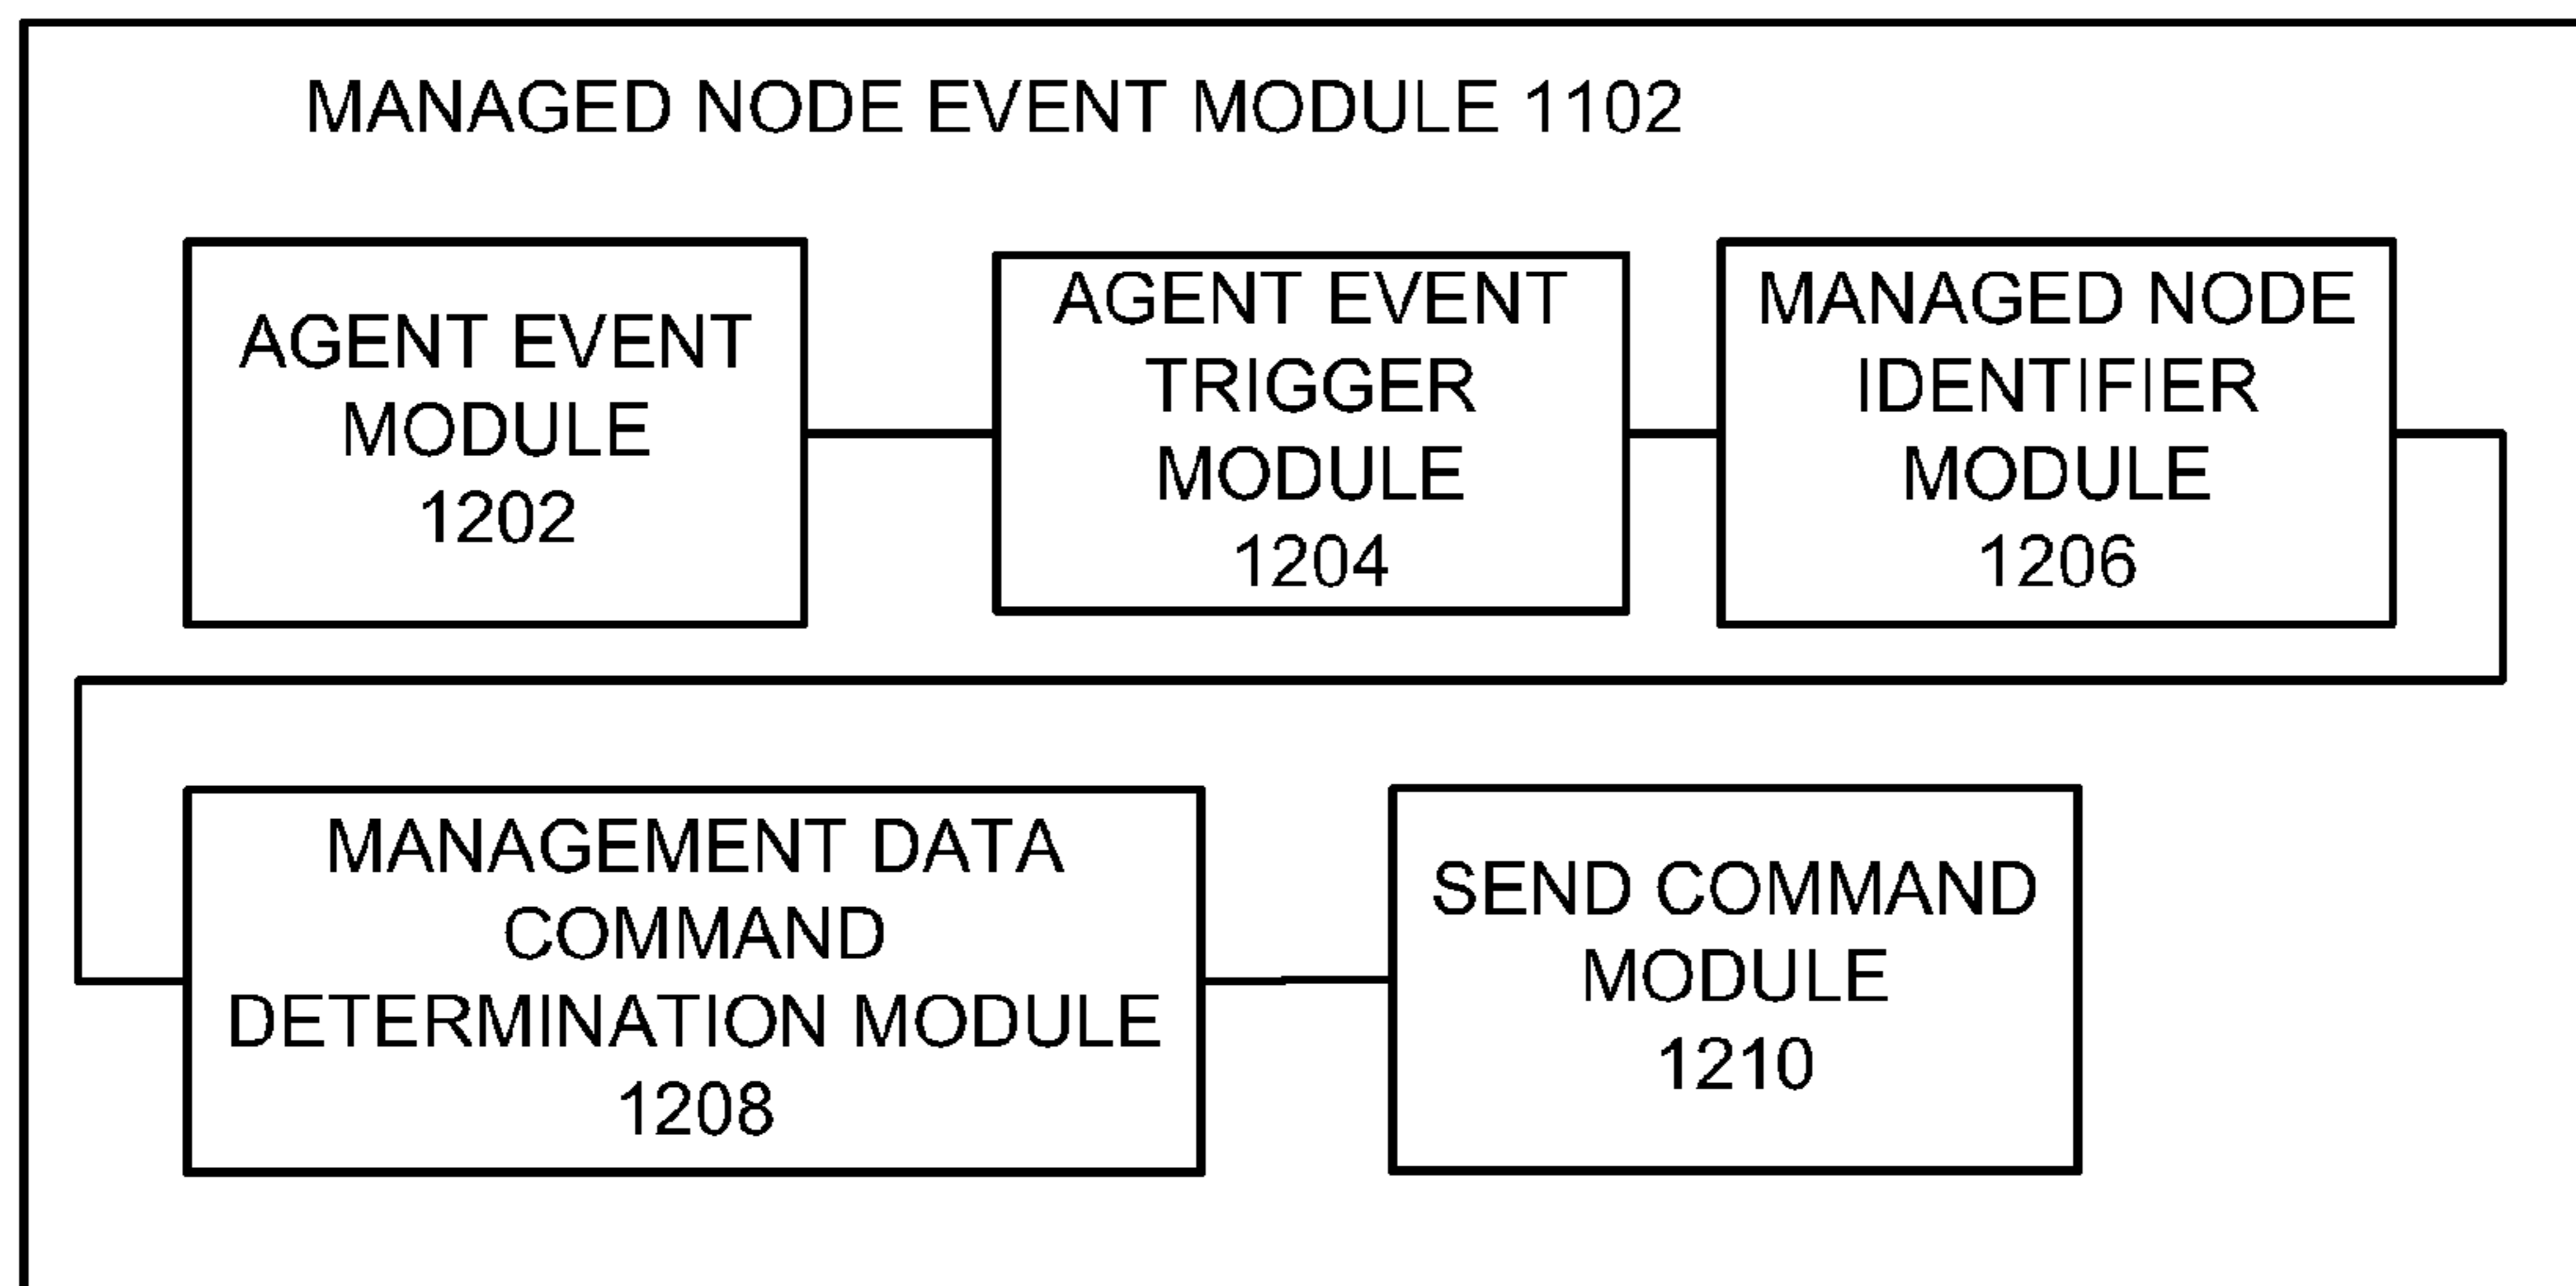 MANAGED NODE EVENT MODULE 1102
AGENT EVENT
MODULE
1202
AGENT EVENT
TRIGGER
MODULE
1204
MANAGED NODE
IDENTIFIER
MODULE
1206
MANAGEMENT DATA
COMMAND
DETERMINATION MODULE
1208
SEND COMMAND
MODULE
1210